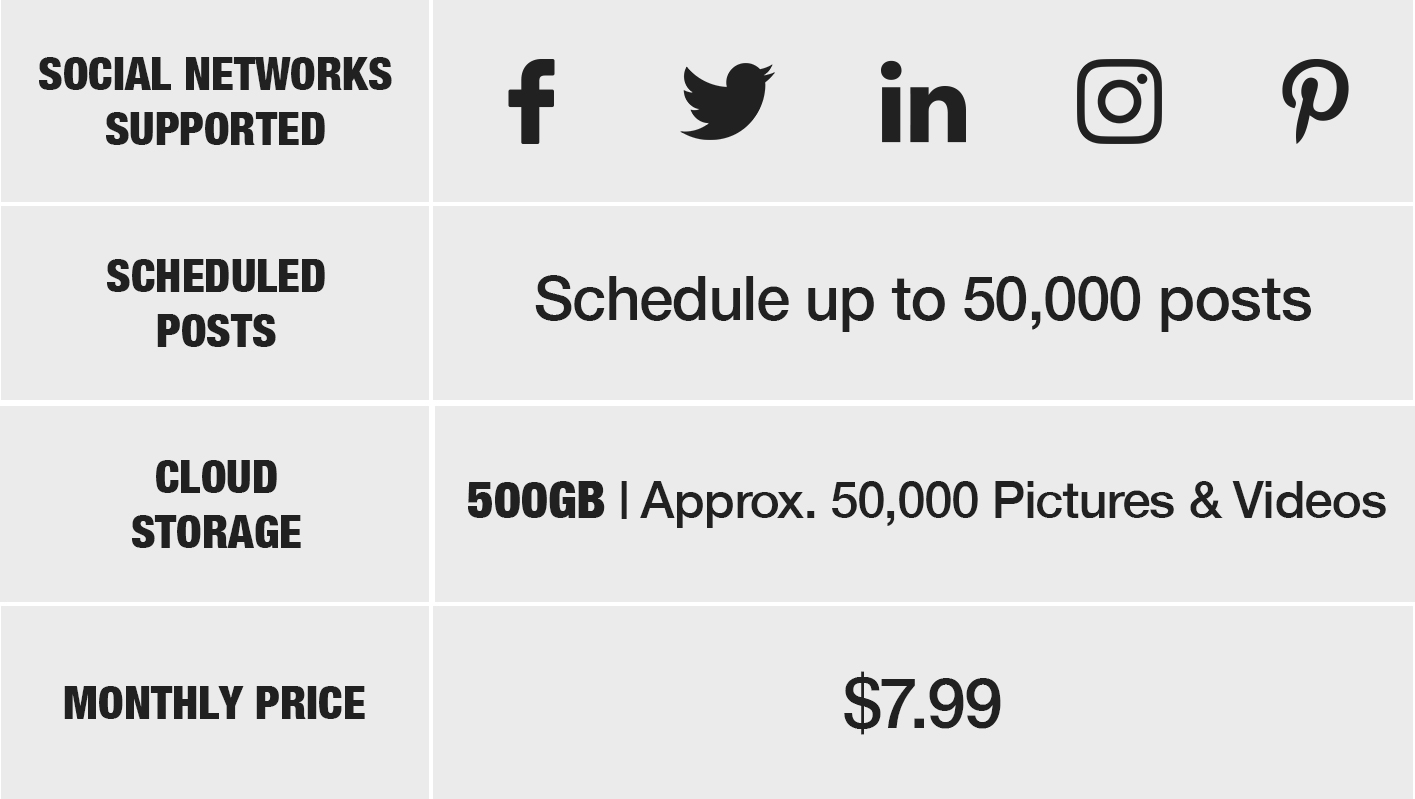 SOCIAL NETWORKS
SUPPORTED
in
SCHEDULED
POSTS
Schedule up to 50,000 posts
CLOUD
STORAGE
500GB | Approx. 50,000 Pictures & Videos
MONTHLY PRICE
$7.99